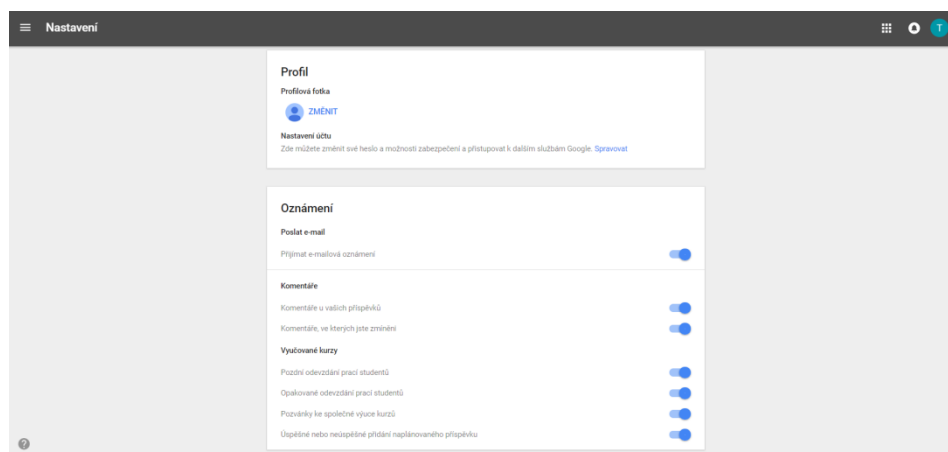 Nastavení
T
Profil
Profilová fotka
ZMĚNIT
Nastavení účtu
Zde můžete změnit své heslo a možnosti zabezpečení a přistupovat k dalším službám Google. Spravovat
Oznámení
Poslat e-mail
Přijímat e-mailová oznámení
Komentáře
Komentáře u vašich příspěvků
Komentáře, ve kterých jste zmíněni
Vyučované kurzy
Pozdní odevzdání prací studentů
Opakované odevzdání prací studentů
Pozvánky ke společné výuce kurzů
Úspěšné nebo neúspěšné přidání naplánovaného příspěvku
?